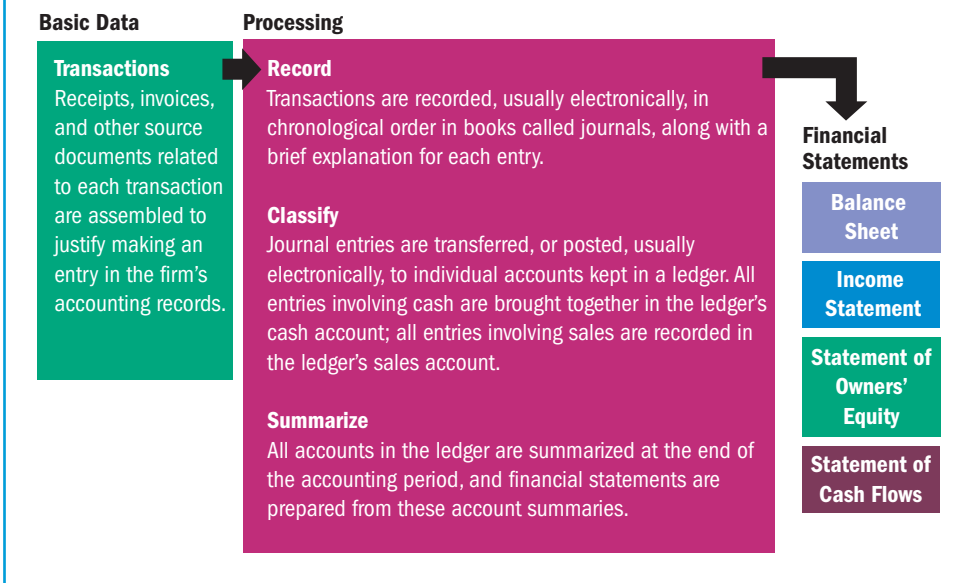 Basic Data
Transactions
Receipts, invoices,
and other source
documents related
to each transaction
are assembled to
justify making an
entry in the firm's
accounting records.
Processing
Record
Transactions are recorded, usually electronically, in
chronological order in books called journals, along with a
brief explanation for each entry.
Classify
Journal entries are transferred, or posted, usually
electronically, to individual accounts kept in a ledger. All
entries involving cash are brought together in the ledger's
cash account; all entries involving sales are recorded in
the ledger's sales account.
Summarize
All accounts in the ledger are summarized at the end of
the accounting period, and financial statements are
prepared from these account summaries.
Financial
Statements
Balance
Sheet
Income
Statement
Statement of
Owners'
Equity
Statement of
Cash Flows